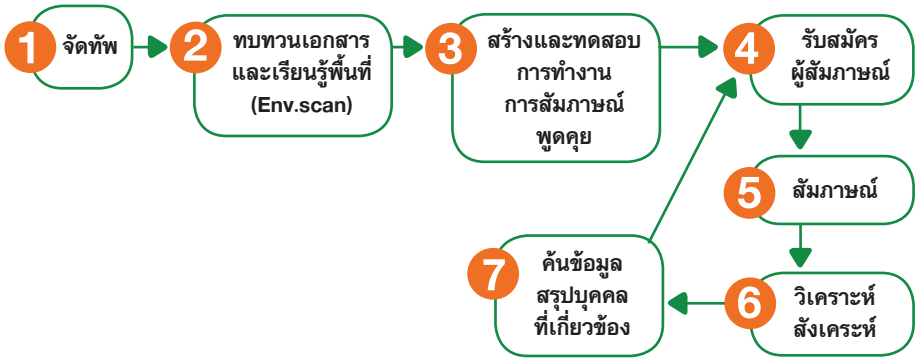 1
จัดทัพ
2
ทบทวนเอกสาร
และเรียนรู้พื้นที่
(Env.scan)
3
สร้างและทดสอบ
การทำงาน
การสัมภาษณ์
พูดคุย
4
รับสมัคร
ผู้สัมภาษณ์
5
สัมภาษณ์
6
วิเคราะห์
สังเคราะห์
7
ค้นข้อมูล
สรุปบุคคล
ที่เกี่ยวข้อง